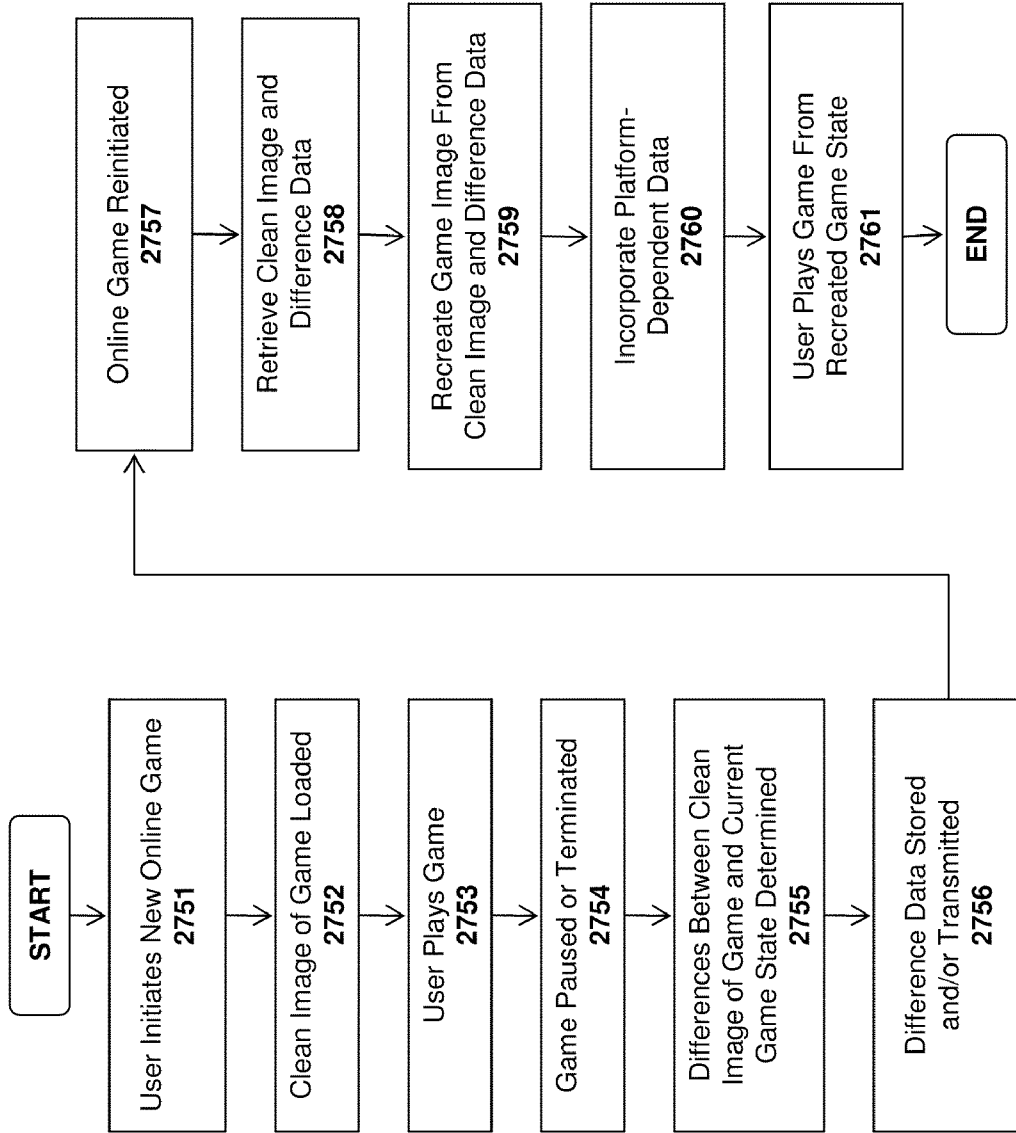 START
User Initiates New Online Game
2751
Clean Image of Game Loaded
2752
User Plays Game
2753
Game Paused or Terminated
2754
Differences Between Clean
Image of Game and Current
Game State Determined
2755
Difference Data Stored
and/or Transmitted
2756
Online Game Reinitiated
2757
Retrieve Clean Image and
Difference Data
2758
Recreate Game Image From
Clean Image and Difference Data
2759
Incorporate Platform-
Dependent Data
2760
User Plays Game From
Recreated Game State
2761
END